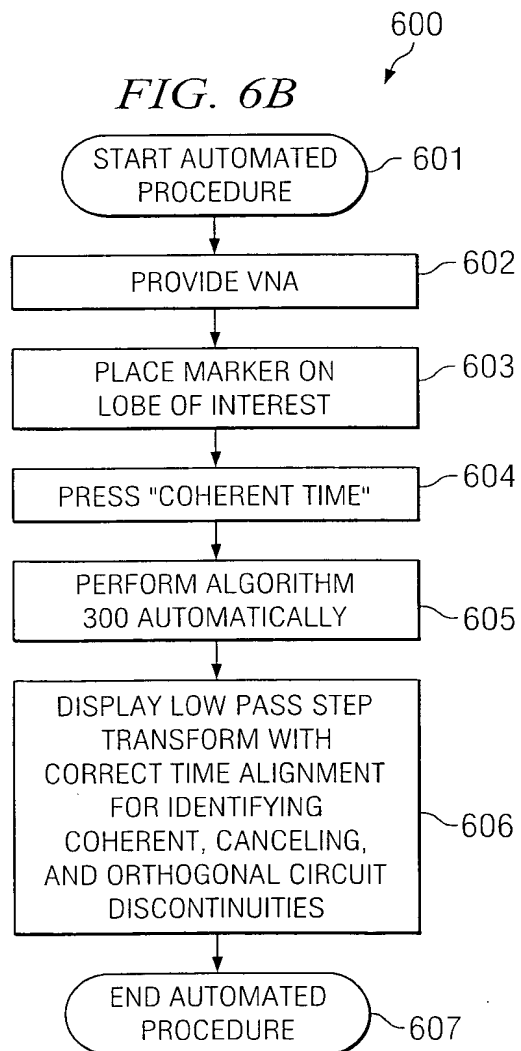 600
FIG. 6B
START AUTOMATED
PROCEDURE
601
PROVIDE VNA
602
PLACE MARKER ON
LOBE OF INTEREST
603
PRESS "COHERENT TIME"
604
PERFORM ALGORITHM
300 AUTOMATICALLY
605
DISPLAY LOW PASS STEP
TRANSFORM WITH
CORRECT TIME ALIGNMENT
FOR IDENTIFYING
COHERENT, CANCELING,
AND ORTHOGONAL CIRCUIT
DISCONTINUITIES
606
END AUTOMATED
PROCEDURE
607